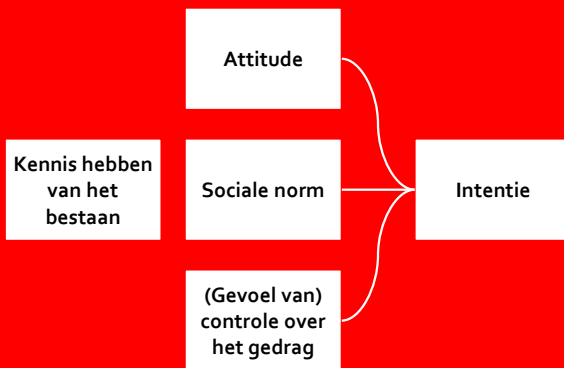 Attitude
Kennis hebben
van het
bestaan
Sociale norm
Intentie
(Gevoel van)
controle over
het gedrag